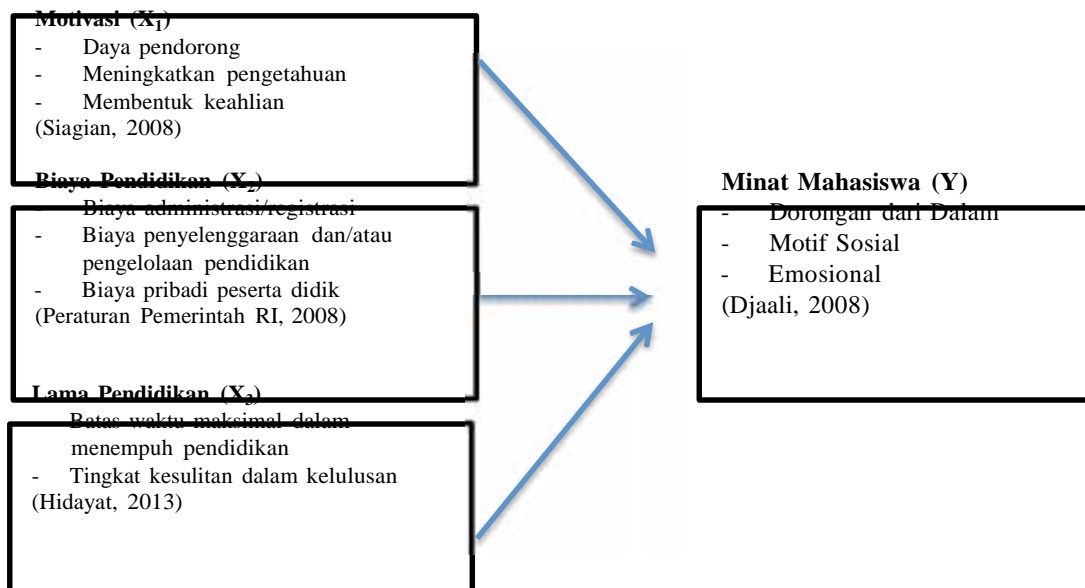 Motivasi (X1)
- Daya pendorong
- Meningkatkan pengetahuan
- Membentuk keahlian
(Siagian, 2008)
Biaya Pendidikan (X2)
- Biaya administrasi/registrasi
- Biaya penyelenggaraan dan/atau
pengelolaan pendidikan
- Biaya pribadi peserta didik
(Peraturan Pemerintah RI, 2008)
Lama Pendidikan (X3)
- Batas waktu maksimal dalam
menempuh pendidikan
- Tingkat kesulitan dalam kelulusan
(Hidayat, 2013)
Minat Mahasiswa (Y)
- Dorongan dari Dalam
- Motif Sosial
- Emosional
(Djaali, 2008)